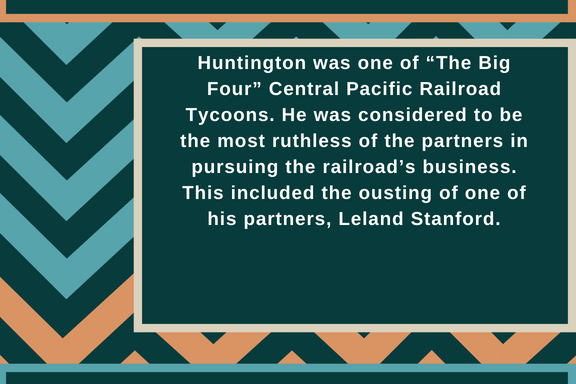 Huntington was one of “The Big
Four” Central Pacific Railroad
Tycoons. He was considered to be
the most ruthless of the partners in
pursuing the railroad’s business.
This included the ousting of one of
his partners, Leland Stanford.